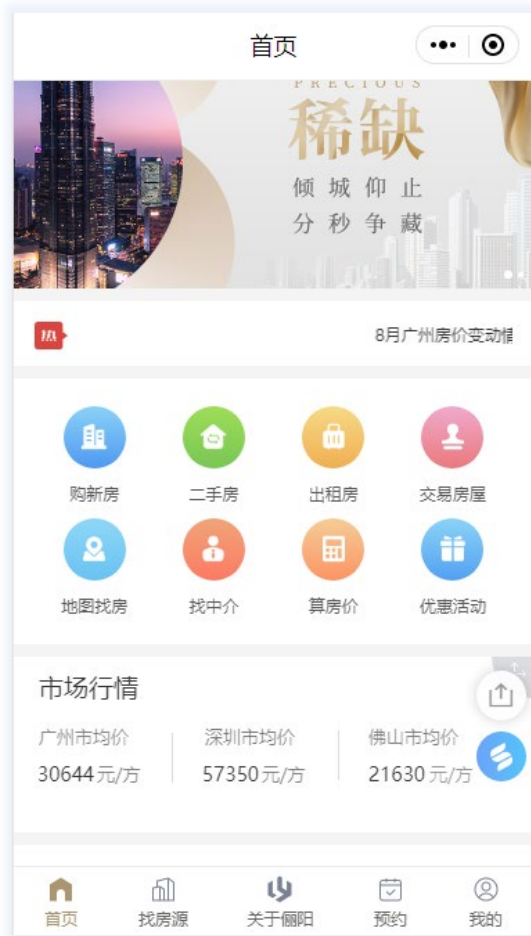 首页
PRECIOUS
稀缺
倾城仰止
分秒争藏
热
8月广州房价变动情
购新房
二手房
出租房
交易房屋
地图找房
找中介
算房价
优惠活动
市场行情
广州市均价
深圳市均价
佛山市均价
30644元/方
57350元/方
21630元/方
首页
找房源
关于俪阳
预约
我的